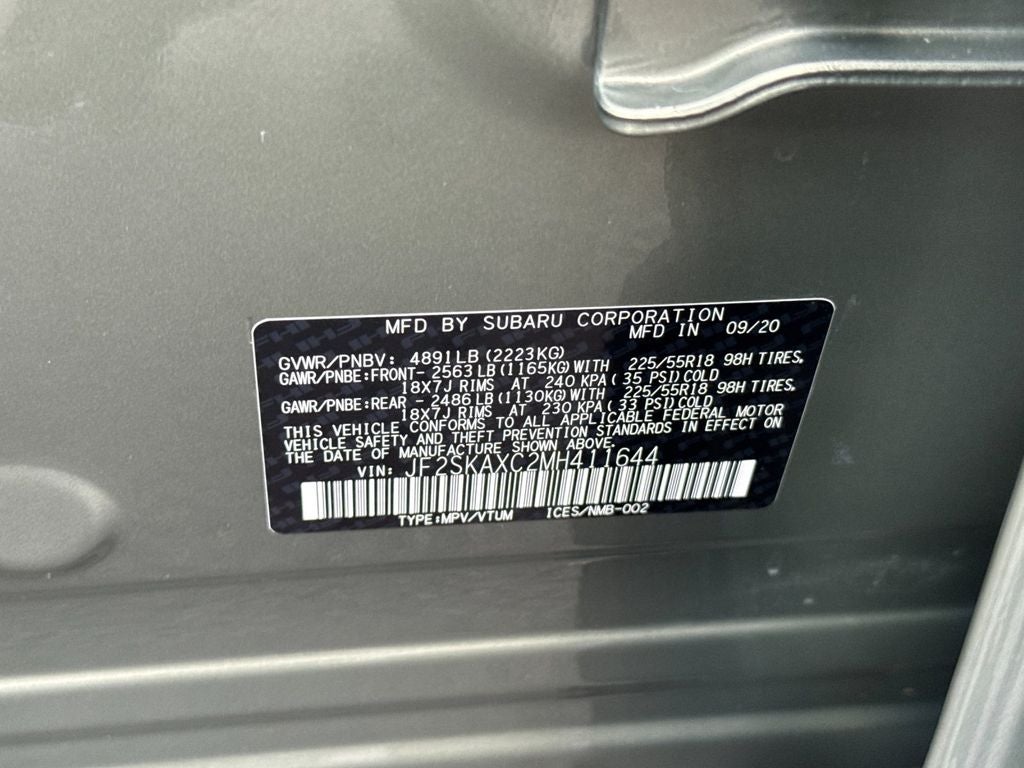 MFD BY SUBARU CORPORATION
MFD IN 09/20
GVWR/PNBV: 4891LB (2223KG)
GAWR/PNBE:FRONT- 2563LB (1165KG)WITH 225/55R18 98H TIRES,
18X7J RIMS AT 240 KPA( 35 PSI)COLD
GAWR/PNBE:REAR - 2486LB (1130KG)WITH 225/55R18 98H TIRES,
18X7J RIMS AT 230 KPA( 33 PSI)COLD
THIS VEHICLE CONFORMS TO ALL APPLICABLE FEDERAL MOTOR
VEHICLE SAFETY AND THEFT PREVENTION STANDARDS IN EFFECT ON
THE DATE OF MANUFACTURE SHOWN ABOVE.
VIN: JF2SKAXC2MH411644
TYPE:MPV/VTUM ICES/NMB-002